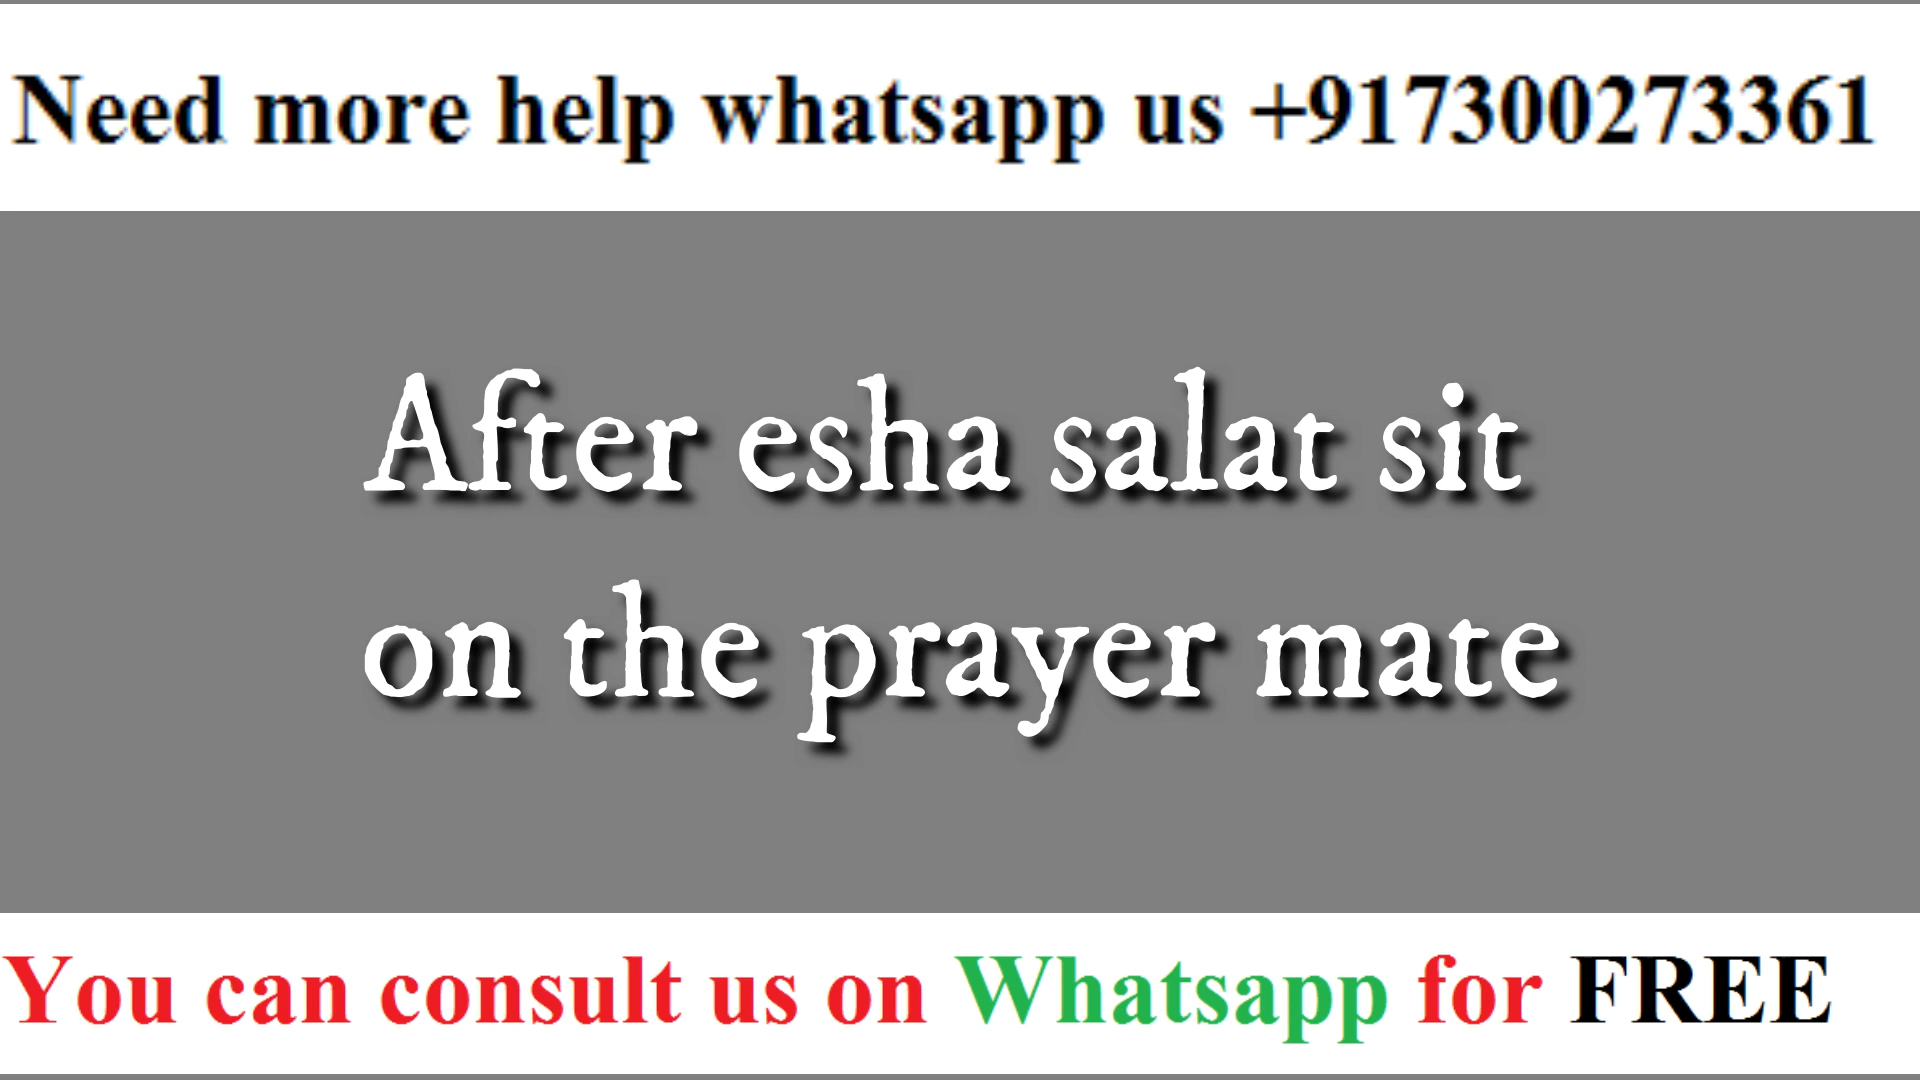 Need more help whatsapp us +917300273361
After esha salat sit
on the prayer mate
You can consult us on Whatsapp for FREE